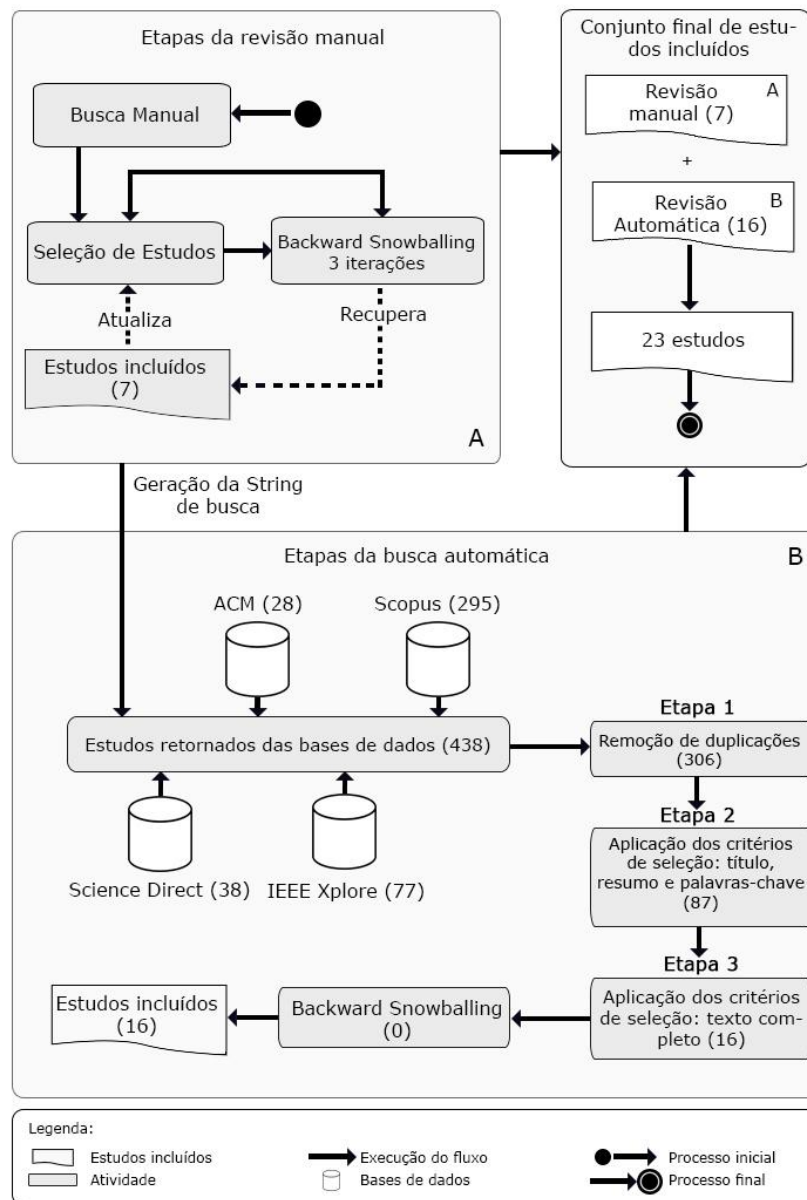 Etapas da revisão manual
Busca Manual
Seleção de Estudos
Backward Snowballing
3 iterações
Atualiza
Recupera
Estudos incluídos
(7)
A
Conjunto final de estu-
dos incluídos
Revisão
manual (7)
A
+
Revisão
Automática (16)
B
23 estudos
Geração da String
de busca
Etapas da busca automática
B
ACM (28)
Scopus (295)
Estudos retornados das bases de dados (438)
Science Direct (38)
IEEE Xplore (77)
Etapa 1
Remoção de duplicações
(306)
Etapa 2
Aplicação dos critérios
de seleção: título,
resumo e palavras-chave
(87)
Etapa 3
Aplicação dos critérios
de seleção: texto com-
pleto (16)
Backward Snowballing
(0)
Estudos incluídos
(16)
Legenda:
Estudos incluídos
Execução do fluxo
Processo inicial
Atividade
Bases de dados
Processo final